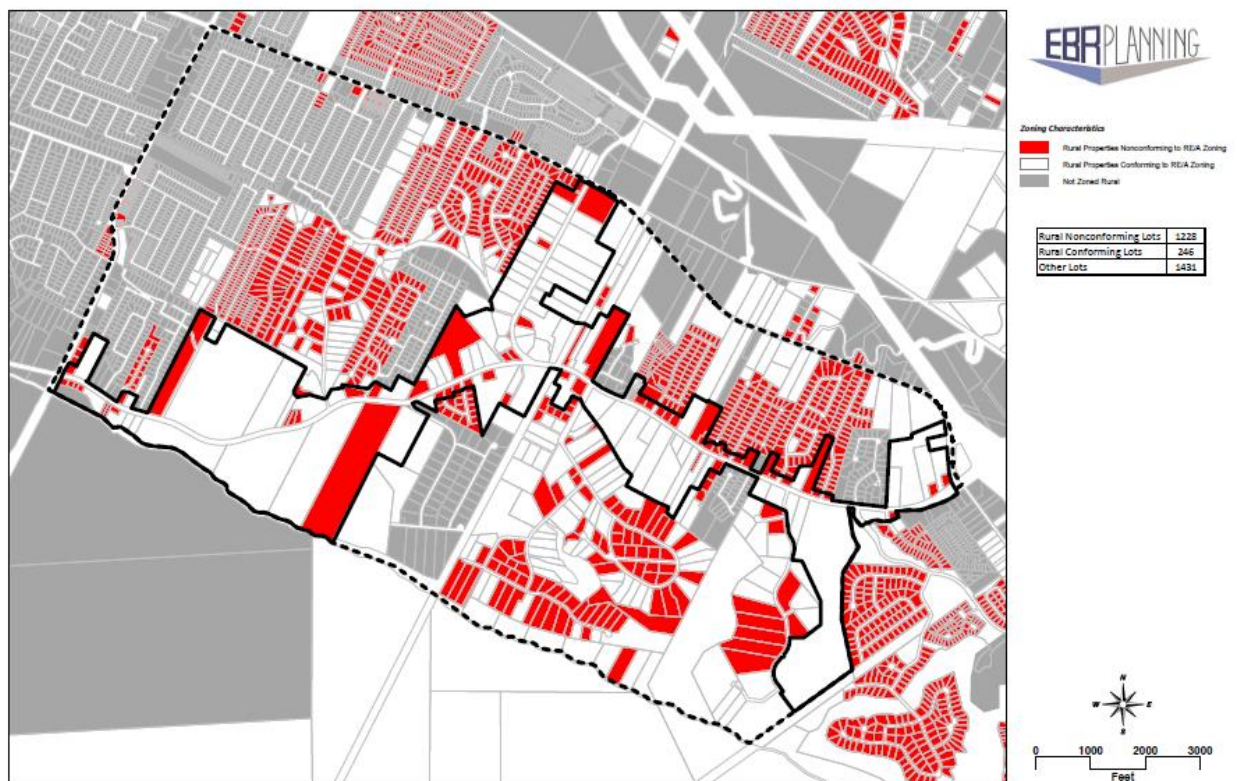 EBRPLANNING
Zoning Characteristics
Rural Properties Nonconforming to RE/A Zoning
Rural Properties Conforming to RE/A Zoning
Not Zoned Rural
Rural Nonconforming Lots 1228
Rural Conforming Lots 246
Other Lots 1431
N
W E
S
0 1000 2000 3000
Feet